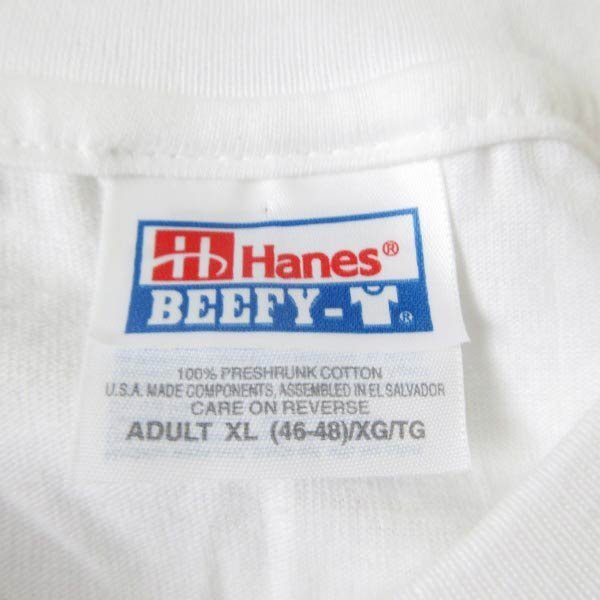 Hanes®
BEEFY-T®
100% PRESHRUNK COTTON
U.S.A. MADE COMPONENTS, ASSEMBLED IN EL SALVADOR
CARE ON REVERSE
ADULT XL (46-48)/XG/TG